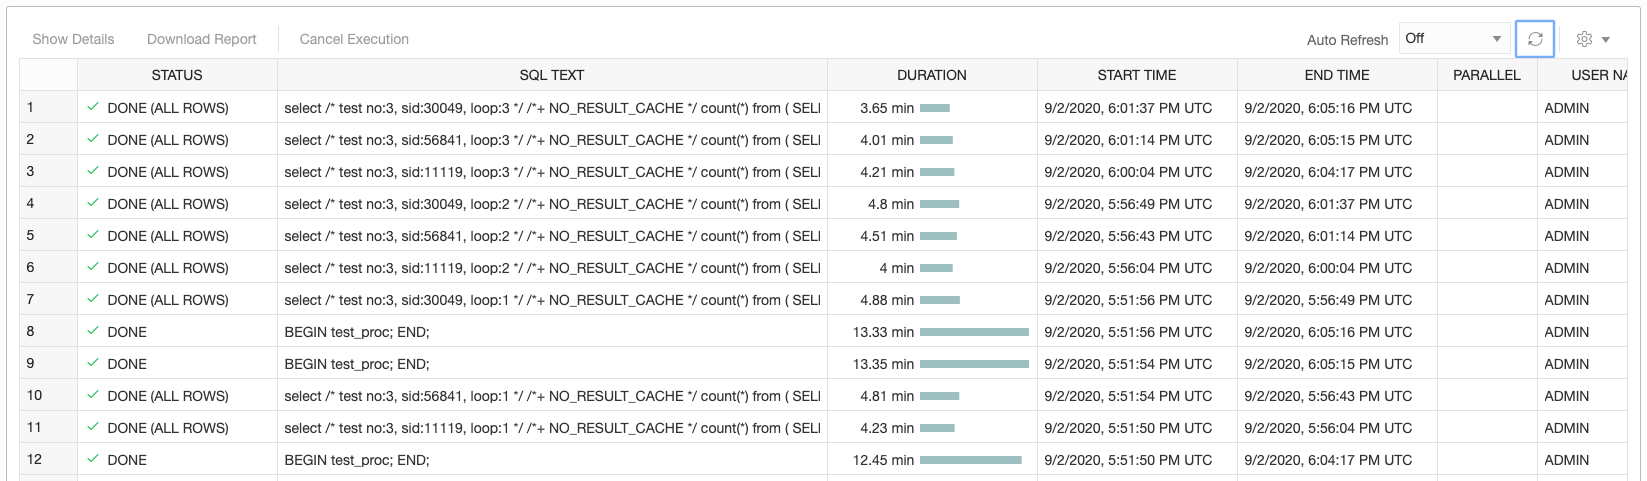 Show Details Download Report Cancel Execution Auto Refresh Off
STATUS SQL TEXT DURATION START TIME END TIME PARALLEL USER NA
1 DONE (ALL ROWS) select /* test no:3, sid:30049, loop:3 */ /*+ NO_RESULT_CACHE */ count(*) from ( SEL 3.65 min 9/2/2020, 6:01:37 PM UTC 9/2/2020, 6:05:16 PM UTC ADMIN
2 DONE (ALL ROWS) select /* test no:3, sid:56841, loop:3 */ /*+ NO_RESULT_CACHE */ count(*) from ( SEL 4.01 min 9/2/2020, 6:01:14 PM UTC 9/2/2020, 6:05:15 PM UTC ADMIN
3 DONE (ALL ROWS) select /* test no:3, sid:11119, loop:3 */ /*+ NO_RESULT_CACHE */ count(*) from ( SEL 4.21 min 9/2/2020, 6:00:04 PM UTC 9/2/2020, 6:04:17 PM UTC ADMIN
4 DONE (ALL ROWS) select /* test no:3, sid:30049, loop:2 */ /*+ NO_RESULT_CACHE */ count(*) from ( SEL 4.8 min 9/2/2020, 5:56:49 PM UTC 9/2/2020, 6:01:37 PM UTC ADMIN
5 DONE (ALL ROWS) select /* test no:3, sid:56841, loop:2 */ /*+ NO_RESULT_CACHE */ count(*) from ( SEL 4.51 min 9/2/2020, 5:56:43 PM UTC 9/2/2020, 6:01:14 PM UTC ADMIN
6 DONE (ALL ROWS) select /* test no:3, sid:11119, loop:2 */ /*+ NO_RESULT_CACHE */ count(*) from ( SEL 4 min 9/2/2020, 5:56:04 PM UTC 9/2/2020, 6:00:04 PM UTC ADMIN
7 DONE (ALL ROWS) select /* test no:3, sid:30049, loop:1 */ /*+ NO_RESULT_CACHE */ count(*) from ( SEL 4.88 min 9/2/2020, 5:51:56 PM UTC 9/2/2020, 5:56:49 PM UTC ADMIN
8 DONE BEGIN test_proc; END; 13.33 min 9/2/2020, 5:51:56 PM UTC 9/2/2020, 6:05:16 PM UTC ADMIN
9 DONE BEGIN test_proc; END; 13.35 min 9/2/2020, 5:51:54 PM UTC 9/2/2020, 6:05:15 PM UTC ADMIN
10 DONE (ALL ROWS) select /* test no:3, sid:56841, loop:1 */ /*+ NO_RESULT_CACHE */ count(*) from ( SEL 4.81 min 9/2/2020, 5:51:54 PM UTC 9/2/2020, 5:56:43 PM UTC ADMIN
11 DONE (ALL ROWS) select /* test no:3, sid:11119, loop:1 */ /*+ NO_RESULT_CACHE */ count(*) from ( SEL 4.23 min 9/2/2020, 5:51:50 PM UTC 9/2/2020, 5:56:04 PM UTC ADMIN
12 DONE BEGIN test_proc; END; 12.45 min 9/2/2020, 5:51:50 PM UTC 9/2/2020, 6:04:17 PM UTC ADMIN